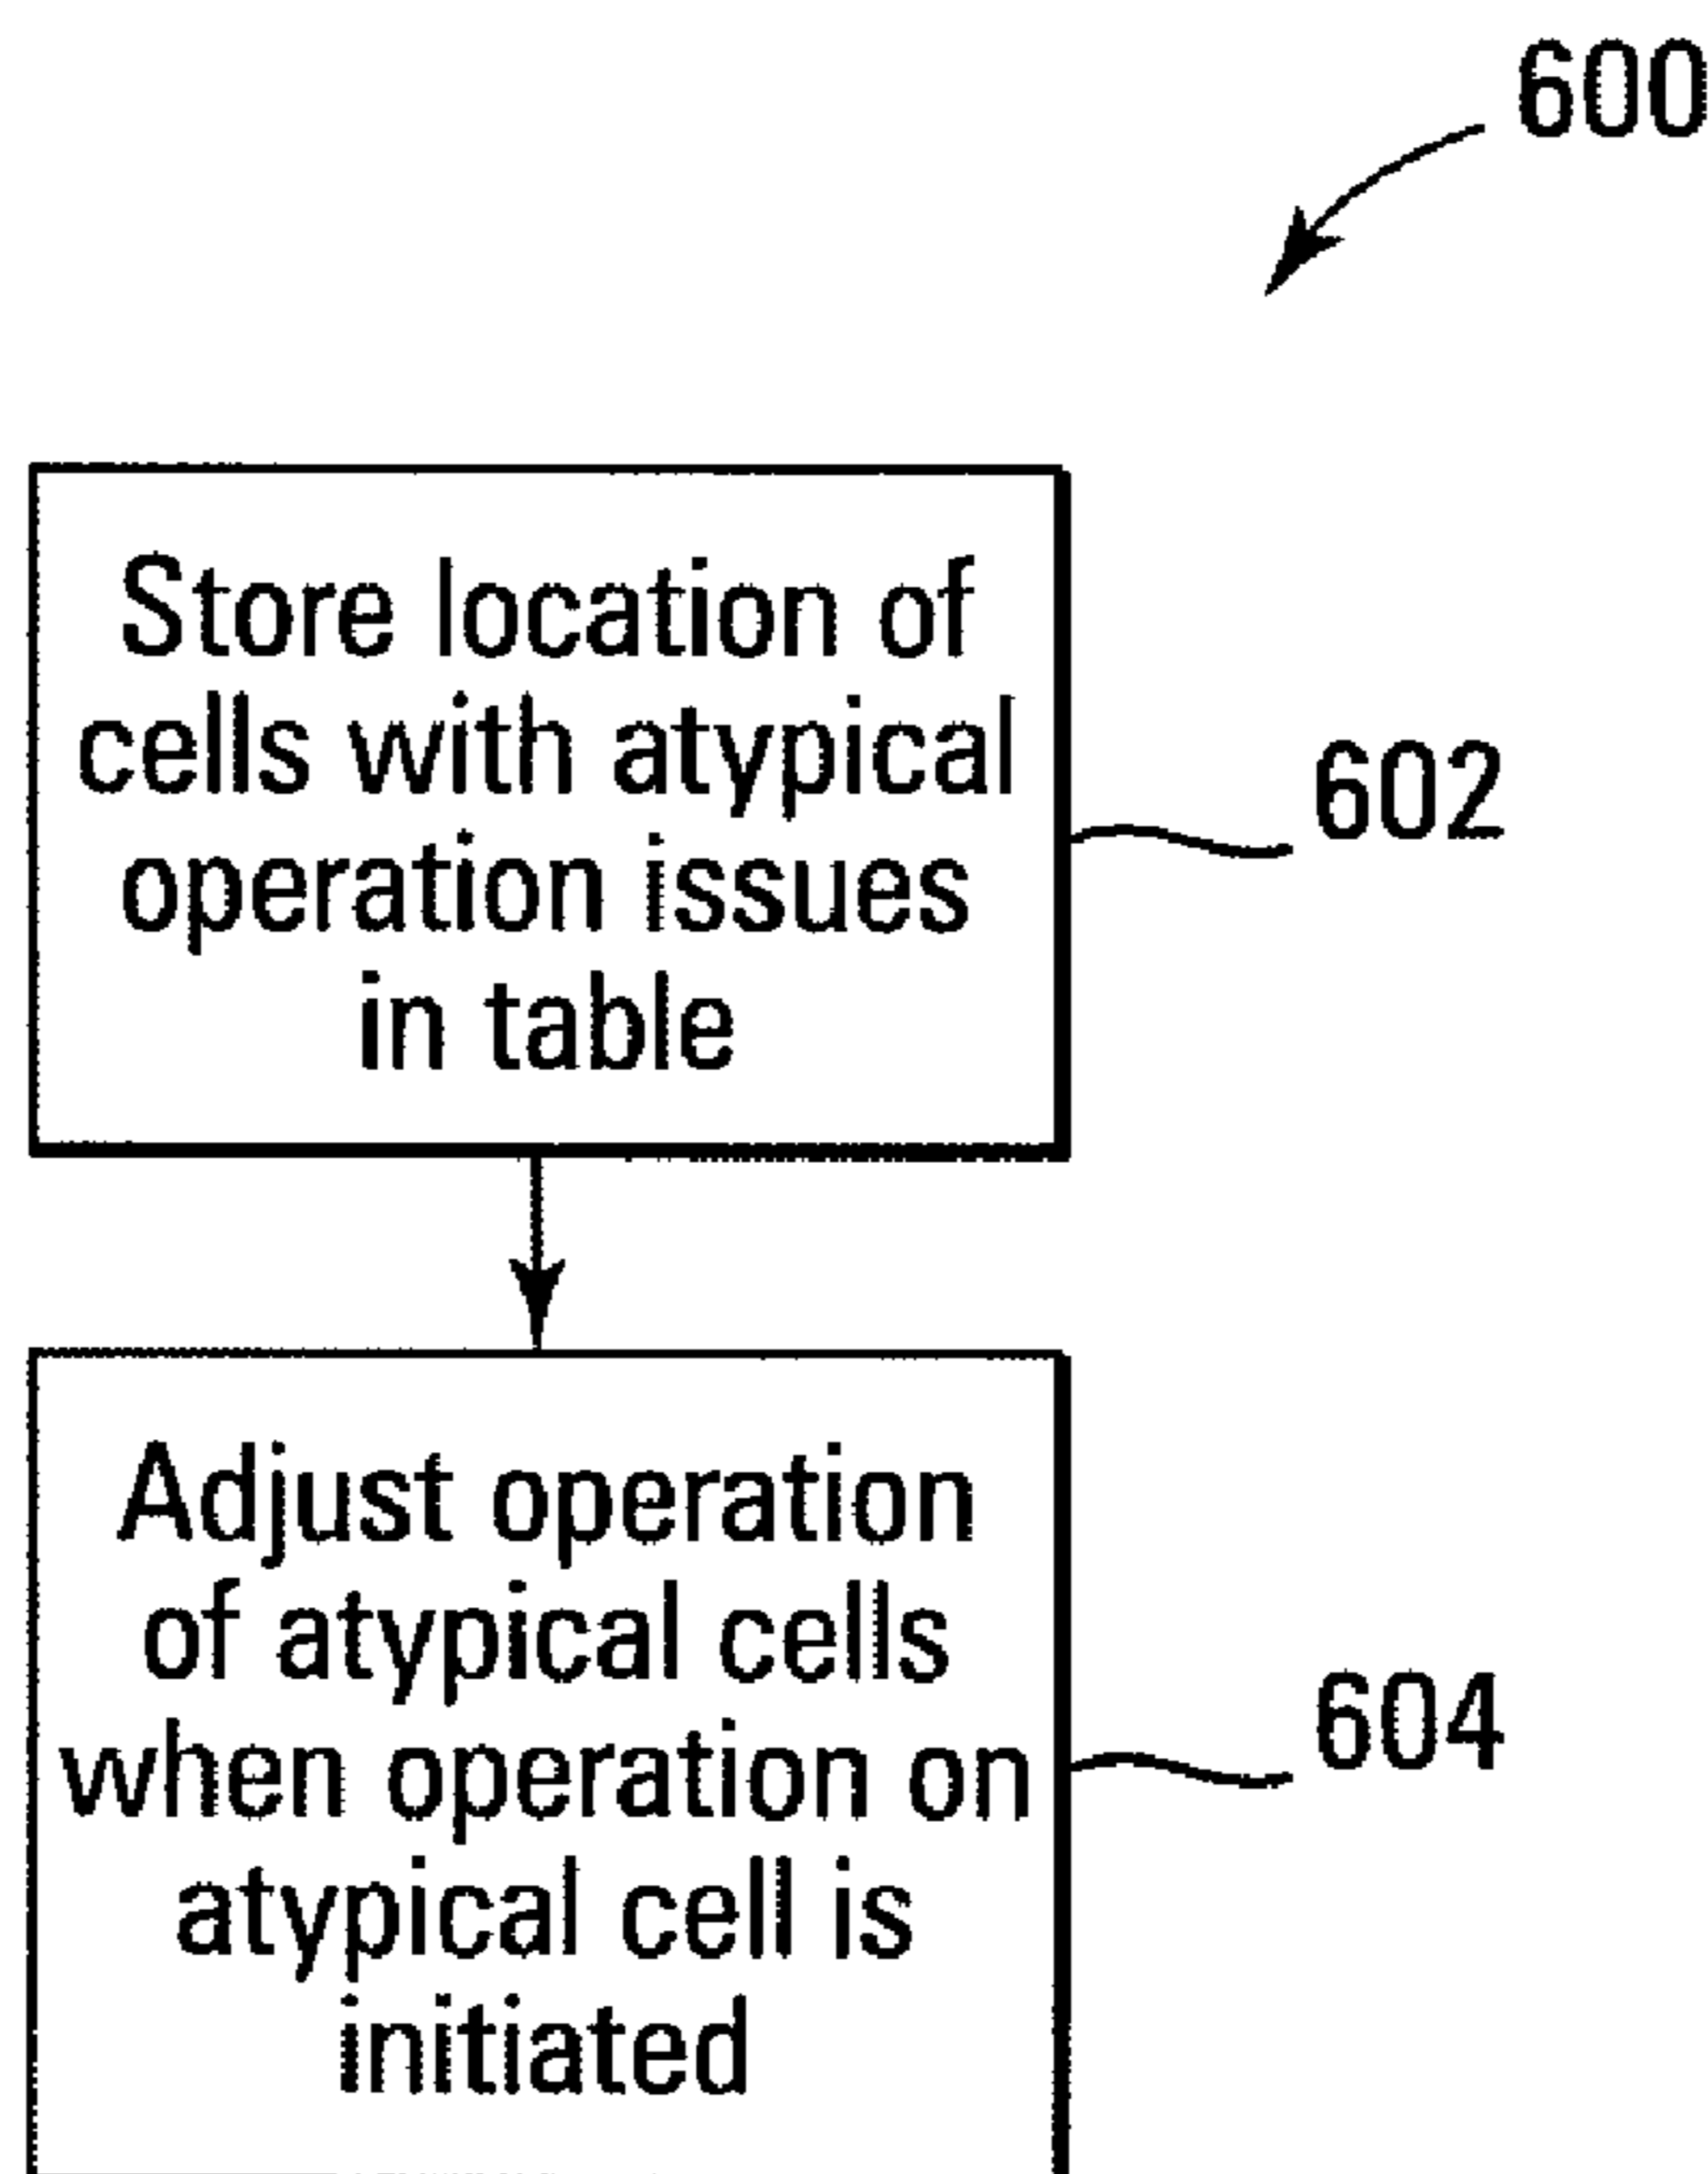 600
Store location of
cells with atypical
operation issues
in table
602
Adjust operation
of atypical cells
when operation on
atypical cell is
initiated
604